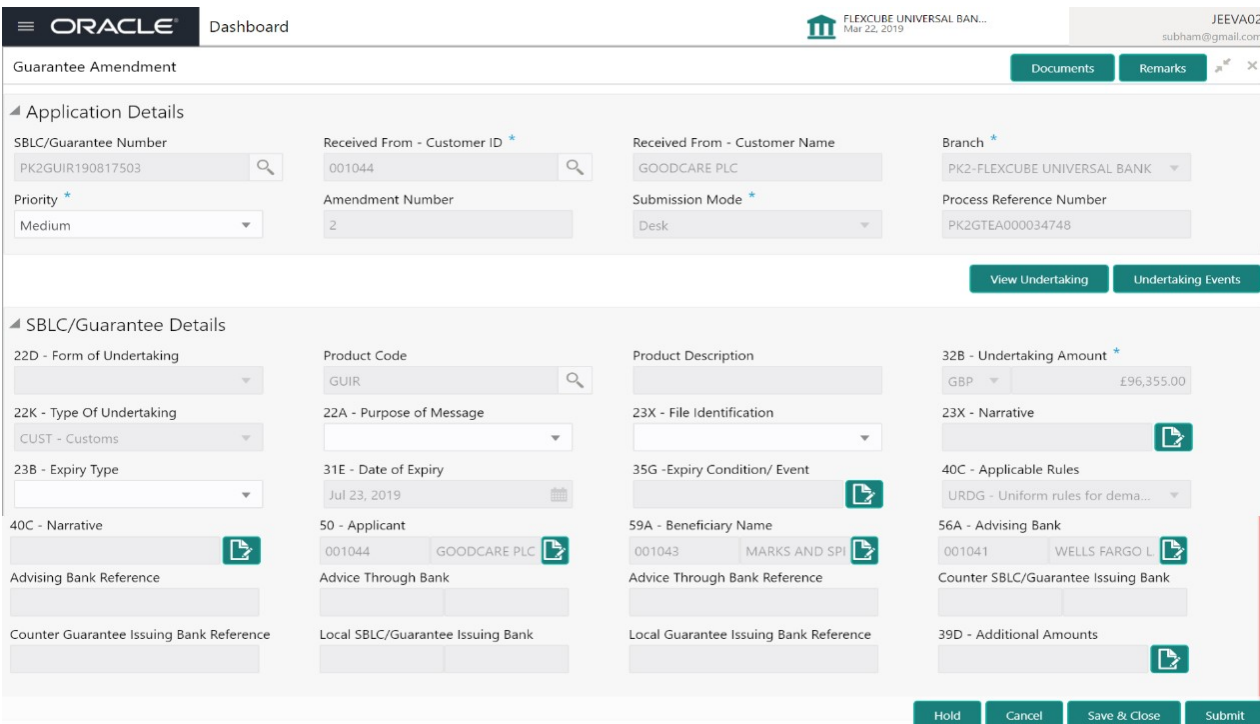 ORACLE Dashboard FLEXCUBE UNIVERSAL BAN... JEEVA02
Mar 22, 2019 subham@gmail.com
Guarantee Amendment Documents Remarks
Application Details
SBLC/Guarantee Number Received From - Customer ID * Received From - Customer Name Branch *
PK2GUIR190817503 001044 GOODCARE PLC PK2-FLEXCUBE UNIVERSAL BANK
Priority * Amendment Number Submission Mode * Process Reference Number
Medium 2 Desk PK2GTEA000034748
View Undertaking Undertaking Events
SBLC/Guarantee Details
22D - Form of Undertaking Product Code Product Description 32B - Undertaking Amount *
GUIR GBP £96,355.00
22K - Type Of Undertaking 22A - Purpose of Message 23X - File Identification 23X - Narrative
CUST - Customs
23B - Expiry Type 31E - Date of Expiry 35G -Expiry Condition/ Event 40C - Applicable Rules
Jul 23, 2019 URDG - Uniform rules for dema...
40C - Narrative 50 - Applicant 59A - Beneficiary Name 56A - Advising Bank
001044 GOODCARE PLC 001043 MARKS AND SPI 001041 WELLS FARGO L
Advising Bank Reference Advice Through Bank Advice Through Bank Reference Counter SBLC/Guarantee Issuing Bank
Counter Guarantee Issuing Bank Reference Local SBLC/Guarantee Issuing Bank Local Guarantee Issuing Bank Reference 39D - Additional Amounts
Hold Cancel Save & Close Submit